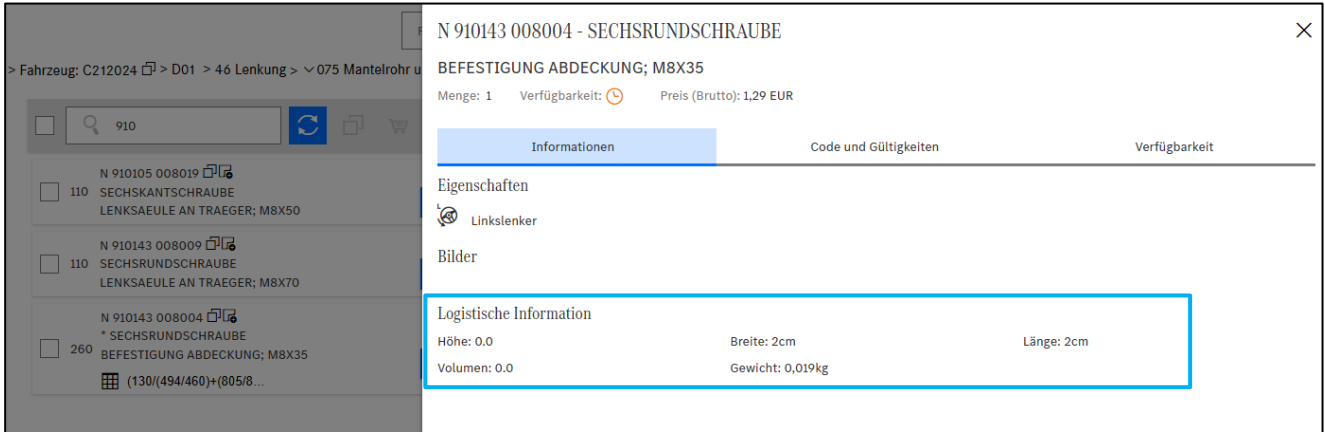 > Fahrzeug: C212024 > D01 > 46 Lenkung > 075 Mantelrohr u
910
N 910105 008019
110 SECHSKANTSCHRAUBE
LENKSAEULE AN TRAEGER; M8X50
N 910143 008009
110 SECHSRUNDSCHRAUBE
LENKSAEULE AN TRAEGER; M8X70
N 910143 008004
* SECHSRUNDSCHRAUBE
260 BEFESTIGUNG ABDECKUNG; M8X35
(130/(494/460)+(805/8...
N 910143 008004 - SECHSRUNDSCHRAUBE
BEFESTIGUNG ABDECKUNG; M8X35
Menge: 1 Verfügbarkeit: Preis (Brutto): 1,29 EUR
Informationen Code und Gültigkeiten Verfügbarkeit
Eigenschaften
L
Linkslenker
Bilder
Logistische Information
Höhe: 0.0 Breite: 2cm Länge: 2cm
Volumen: 0.0 Gewicht: 0,019kg